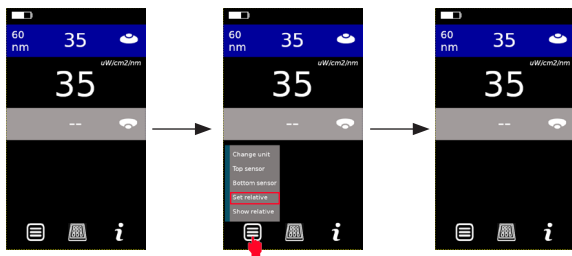 60
nm
35
uW/cm2/nm
35
--
i
60
nm
35
uW/cm2/nm
35
--
Change unit
Top sensor
Bottom sensor
Set relative
Show relative
i
60
nm
35
uW/cm2/nm
35
--
i